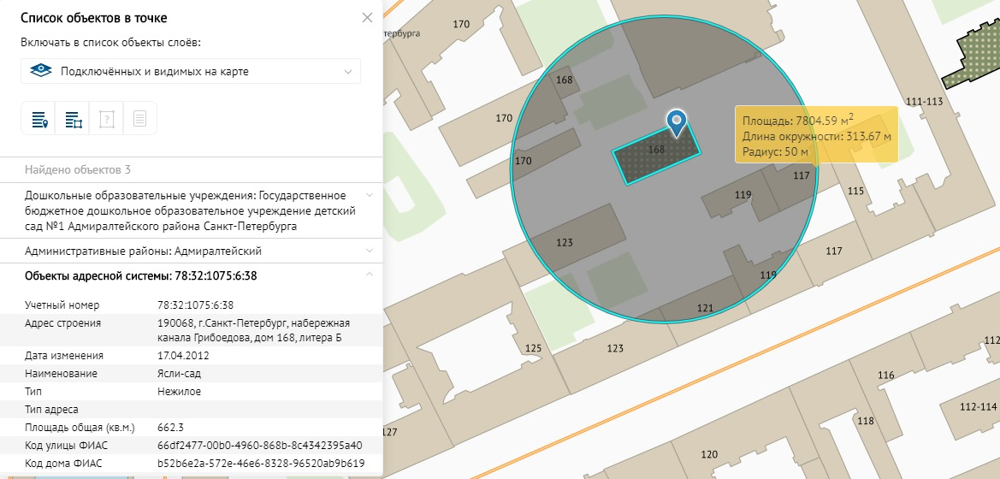 Список объектов в точке
Включать в список объекты слоёв:
Подключённых и видимых на карте
?
Найдено объектов 3
Дошкольные образовательные учреждения: Государственное
бюджетное дошкольное образовательное учреждение детский
сад №1 Адмиралтейского района Санкт-Петербурга
Административные районы: Адмиралтейский
Объекты адресной системы: 78:32:1075:6:38
Учетный номер 78:32:1075:6:38
Адрес строения 190068, г.Санкт-Петербург, набережная
канала Грибоедова, дом 168, литера Б
Дата изменения 17.04.2012
Наименование Ясли-сад
Тип Нежилое
Тип адреса
Площадь общая (кв.м.) 662.3
Код улицы ФИАС 66df2477-00b0-4960-868b-8c4342395a40
Код дома ФИАС b52b6e2a-572e-46e6-8328-96520ab9b619
170
тербурга
168
111-113
170
Площадь: 7804.59 м2
Длина окружности: 313.67 м
Радиус: 50 м
168
170
117
119
115
123
117
119
121
125
123
112
116
112-114
118
127
120